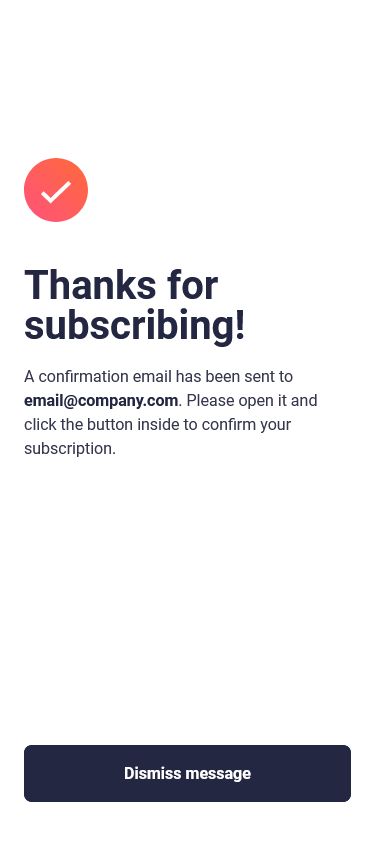 Thanks for
subscribing!
A confirmation email has been sent to
email@company.com. Please open it and
click the button inside to confirm your
subscription.
Dismiss message